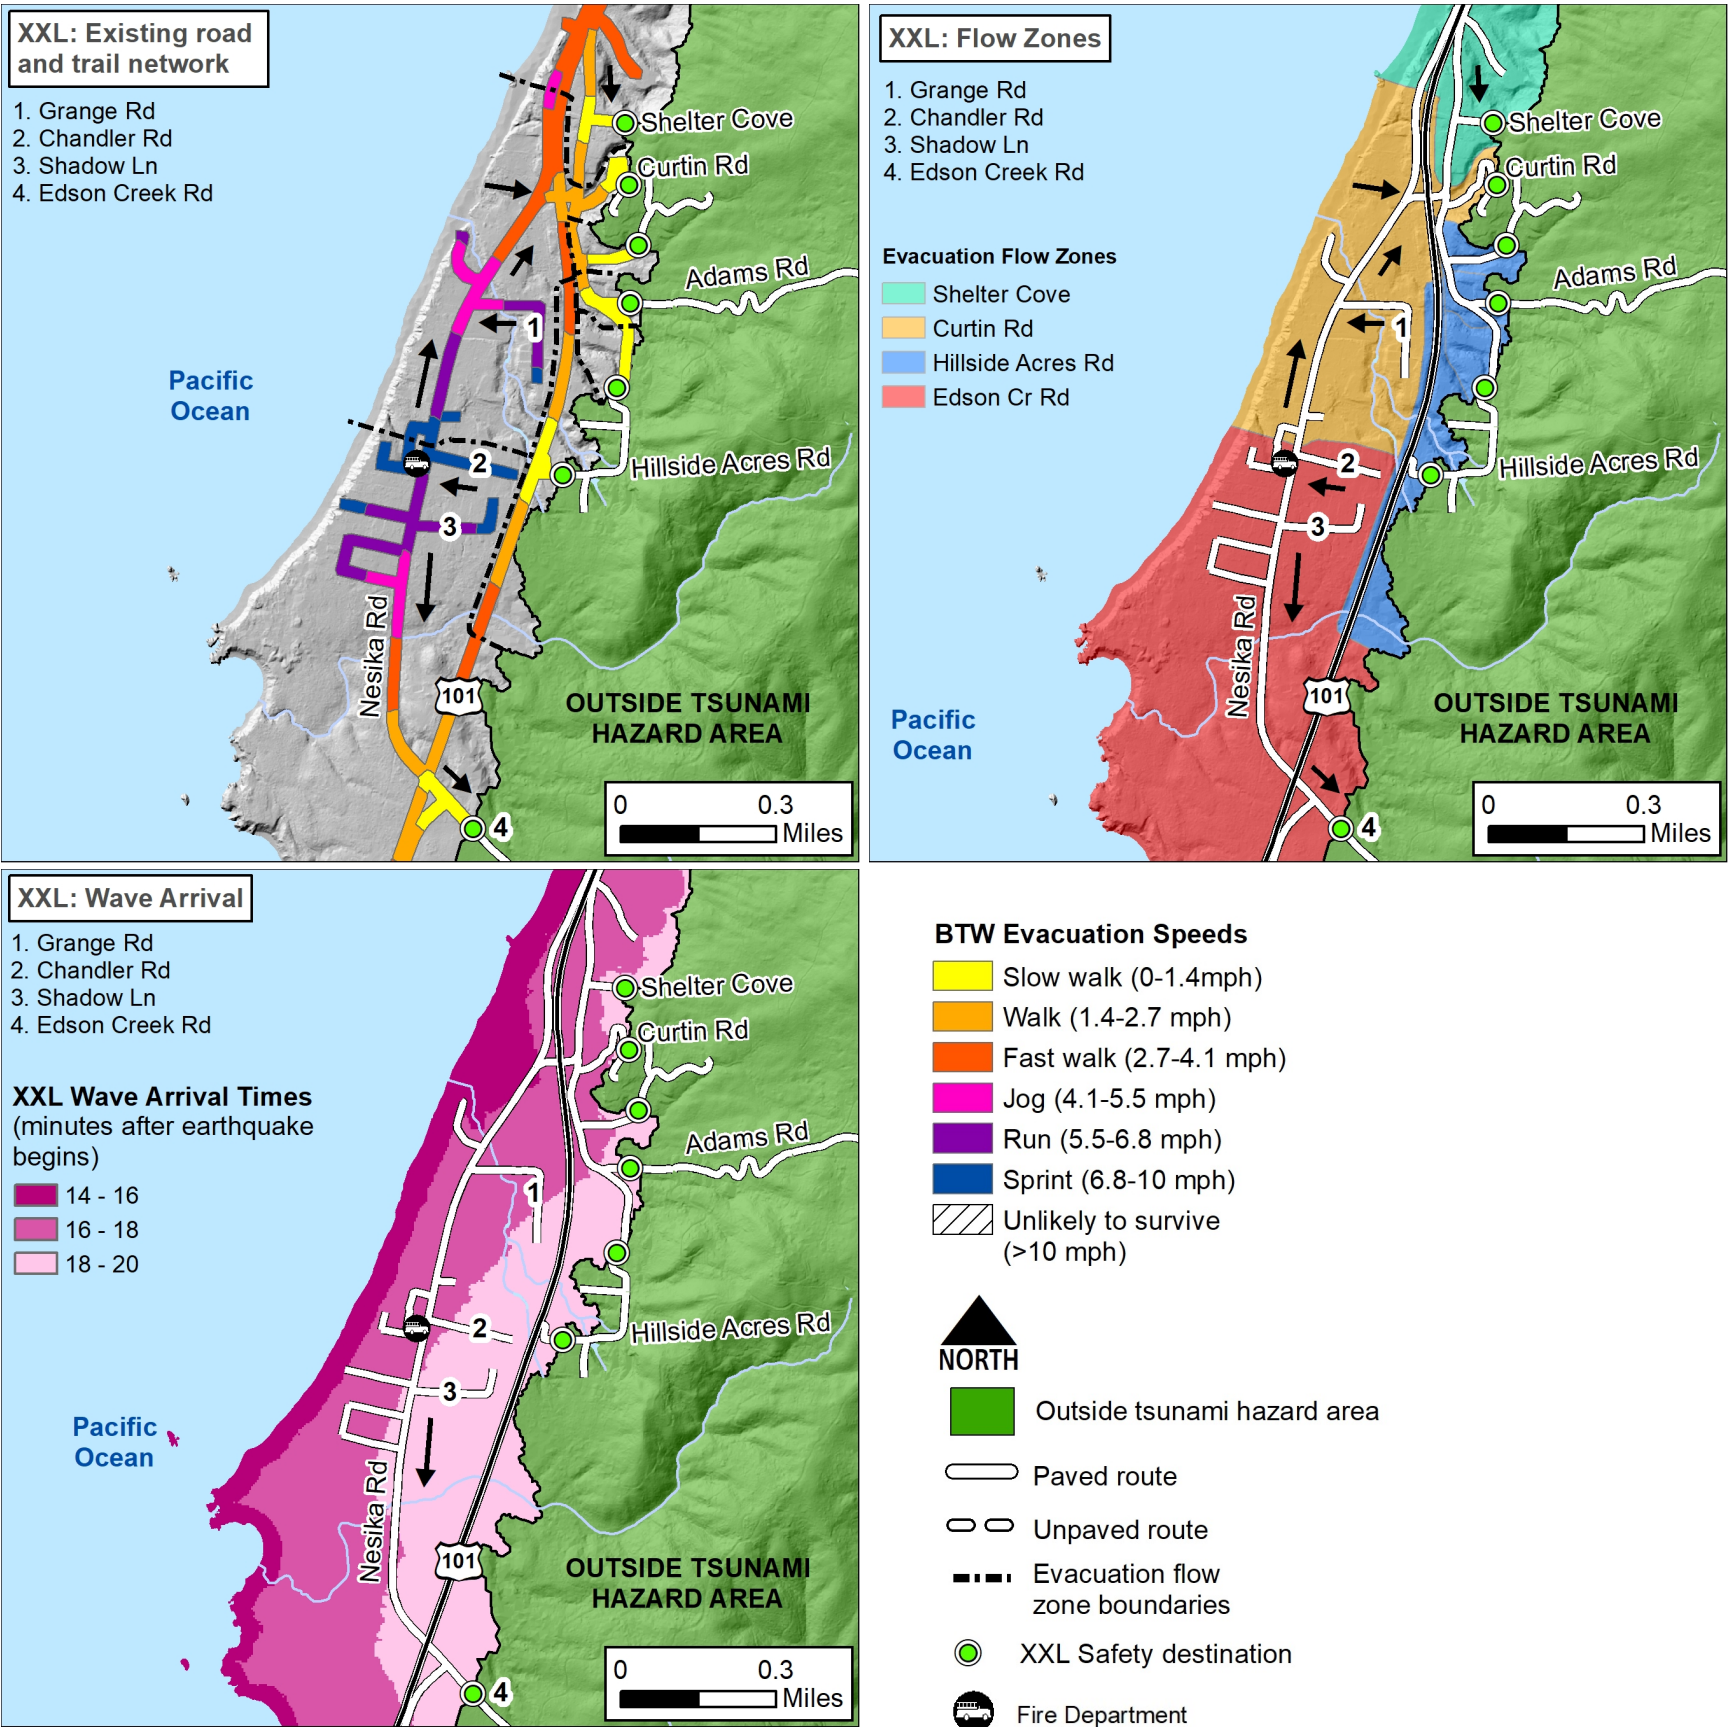 XXL: Existing road
and trail network
1. Grange Rd
2. Chandler Rd
3. Shadow Ln
4. Edson Creek Rd
Shelter Cove
Curtin Rd
Adams Rd
1
Pacific
Ocean
2
Hillside Acres Rd
3
Nesika Rd
101
OUTSIDE TSUNAMI
HAZARD AREA
0 0.3
Miles
4
XXL: Flow Zones
1. Grange Rd
2. Chandler Rd
3. Shadow Ln
4. Edson Creek Rd
Shelter Cove
Curtin Rd
Evacuation Flow Zones
Shelter Cove
Curtin Rd
Hillside Acres Rd
Edson Cr Rd
Adams Rd
1
2
Hillside Acres Rd
3
Nesika Rd
101
OUTSIDE TSUNAMI
HAZARD AREA
Pacific
Ocean
0 0.3
Miles
4
XXL: Wave Arrival
1. Grange Rd
2. Chandler Rd
3. Shadow Ln
4. Edson Creek Rd
XXL Wave Arrival Times
(minutes after earthquake
begins)
14 - 16
16 - 18
18 - 20
Shelter Cove
Curtin Rd
Adams Rd
1
2
Hillside Acres Rd
3
Pacific
Ocean
Nesika Rd
101
OUTSIDE TSUNAMI
HAZARD AREA
0 0.3
Miles
4
BTW Evacuation Speeds
Slow walk (0-1.4mph)
Walk (1.4-2.7 mph)
Fast walk (2.7-4.1 mph)
Jog (4.1-5.5 mph)
Run (5.5-6.8 mph)
Sprint (6.8-10 mph)
Unlikely to survive
(>10 mph)
NORTH
Outside tsunami hazard area
Paved route
Unpaved route
Evacuation flow
zone boundaries
XXL Safety destination
Fire Department